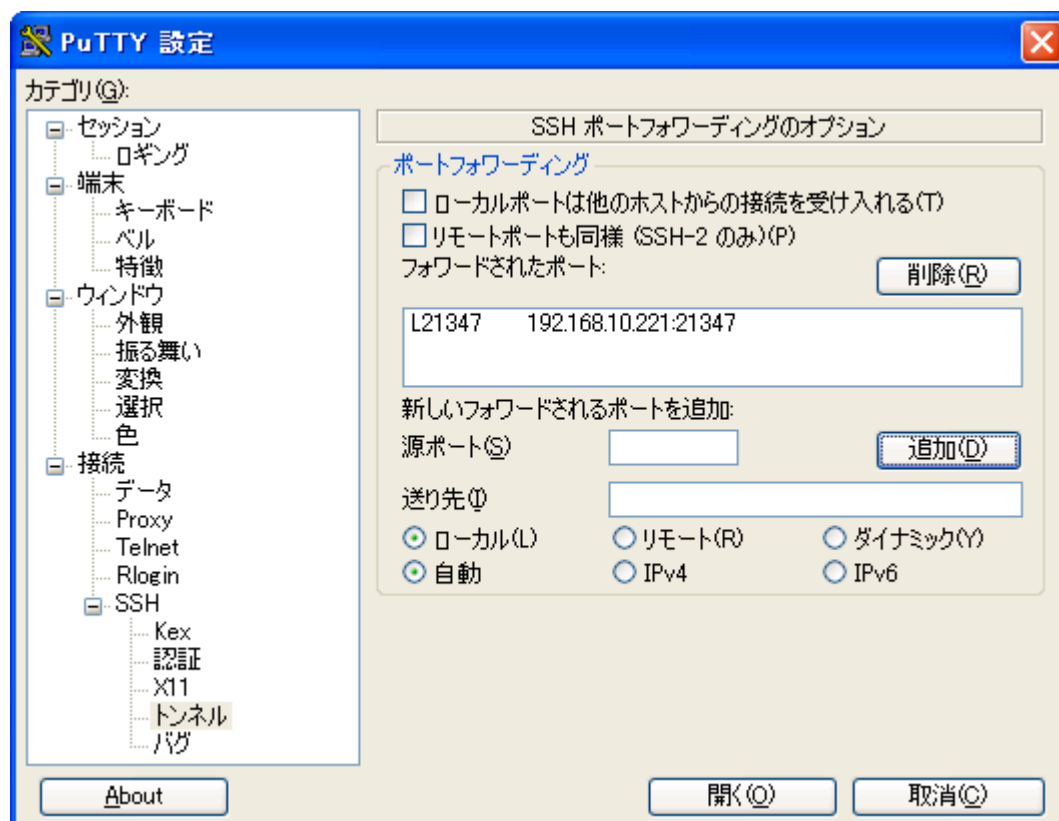 PuTTY 設定
カテゴリ(G):
セッション
ロギング
端末
キーボード
ベル
特徴
ウィンドウ
外観
振る舞い
変換
選択
色
接続
データ
Proxy
Telnet
Rlogin
SSH
Kex
認証
X11
トンネル
バグ
About
SSH ポートフォワーディングのオプション
ポートフォワーディング
ローカルポートは他のホストからの接続を受け入れる(T)
リモートポートも同様 (SSH-2 のみ)(P)
フォワードされたポート:
削除(R)
L21347 192.168.10.221:21347
新しいフォワードされるポートを追加:
源ポート(S)
追加(D)
送り先(I)
ローカル(L) リモート(R) ダイナミック(Y)
自動 IPv4 IPv6
開く(O) 取消(C)